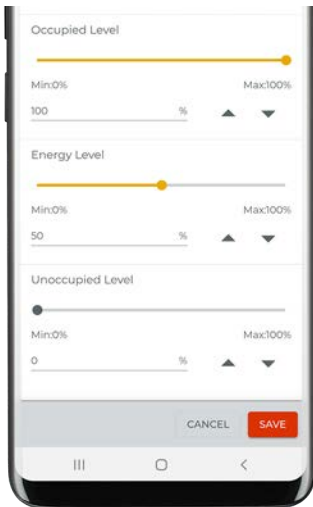 Occupied Level
Min:0% Max:100%
100 %
Energy Level
Min:0% Max:100%
50 %
Unoccupied Level
Min:0% Max:100%
0 %
CANCEL SAVE